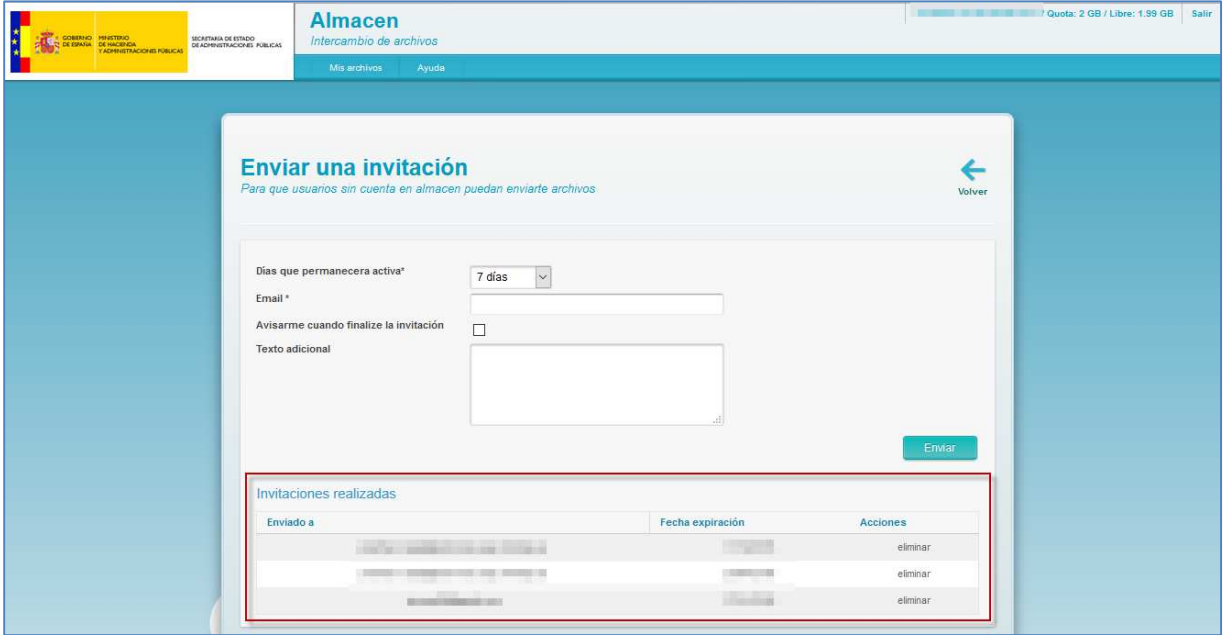 GOBIERNO DE ESPAÑA
MINISTERIO DE HACIENDA Y ADMINISTRACIONES PÚBLICAS
SECRETARÍA DE ESTADO DE ADMINISTRACIONES PÚBLICAS
Almacen
Intercambio de archivos
/ Quota: 2 GB / Libre: 1.99 GB
Salir
Mis archivos
Ayuda
Enviar una invitación
Para que usuarios sin cuenta en almacen puedan enviarte archivos
Volver
Dias que permanecera activa*
7 días
Email *
Avisarme cuando finalize la invitación
Texto adicional
Enviar
Invitaciones realizadas
Enviado a Fecha expiración Acciones
eliminar
eliminar
eliminar